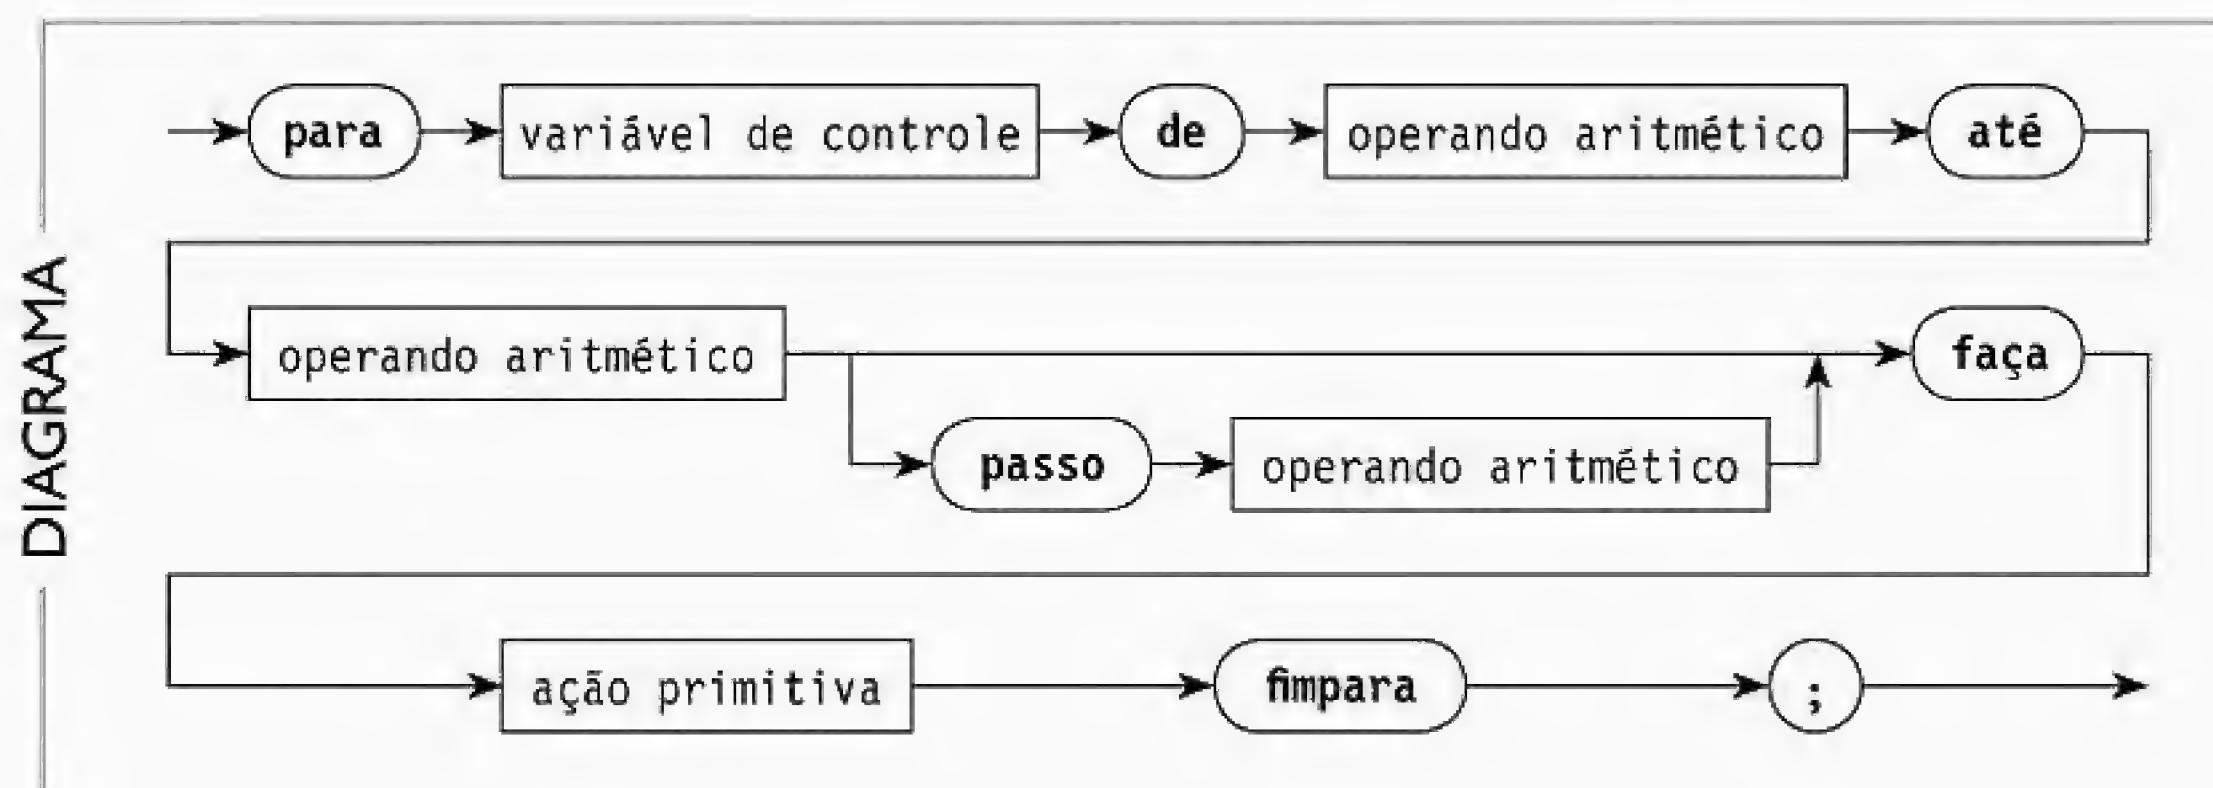 DIAGRAMA
para variável de controle de operando aritmético até
operando aritmético faça
passo operando aritmético
ação primitiva fimpara ;